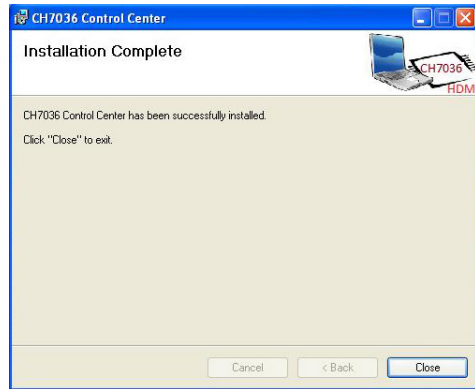 CH7036 Control Center
Installation Complete
CH7036
HDM
CH7036 Control Center has been successfully installed.
Click "Close" to exit.
Cancel
< Back
Close